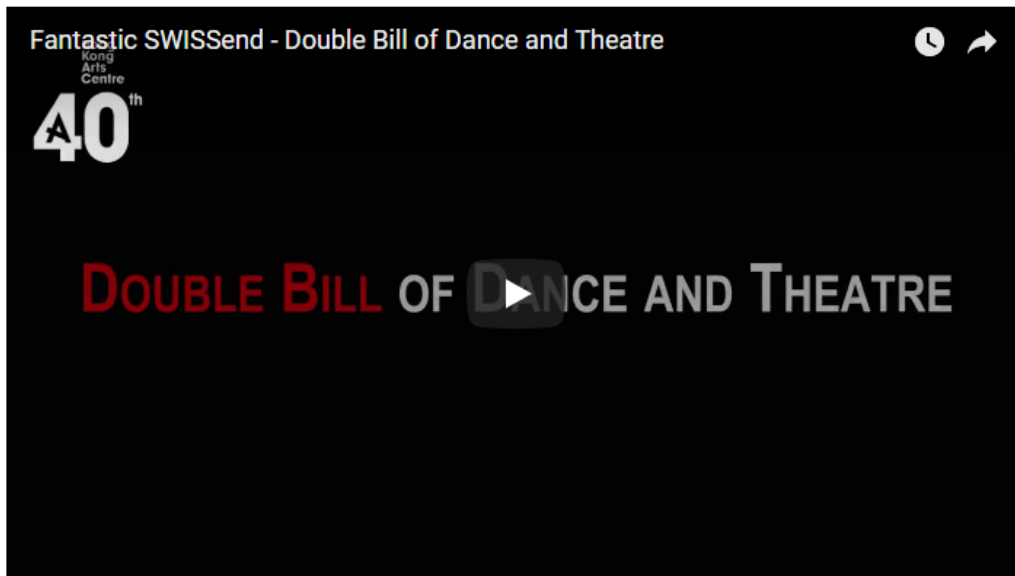 Fantastic SWISSend - Double Bill of Dance and Theatre
Kong
Arts
Centre
40th
DOUBLE BILL OF DANCE AND THEATRE